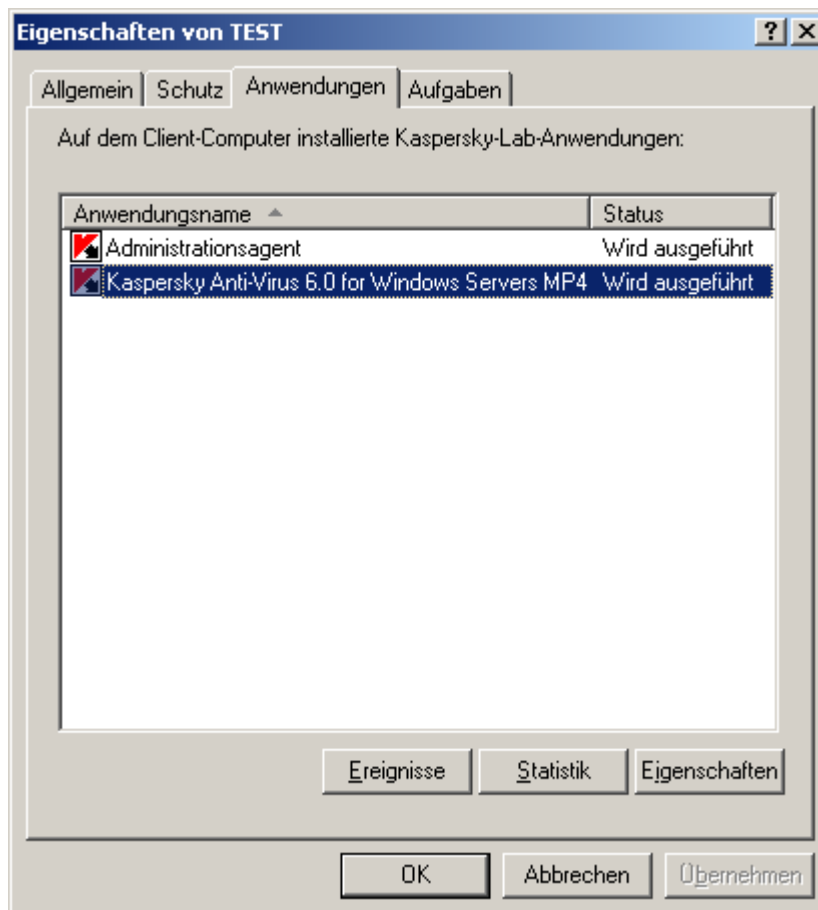 Eigenschaften von TEST
Allgemein Schutz Anwendungen Aufgaben
Auf dem Client-Computer installierte Kaspersky-Lab-Anwendungen:
Anwendungsname Status
Administrationsagent Wird ausgeführt
Kaspersky Anti-Virus 6.0 for Windows Servers MP4 Wird ausgeführt
Ereignisse Statistik Eigenschaften
OK Abbrechen Übernehmen